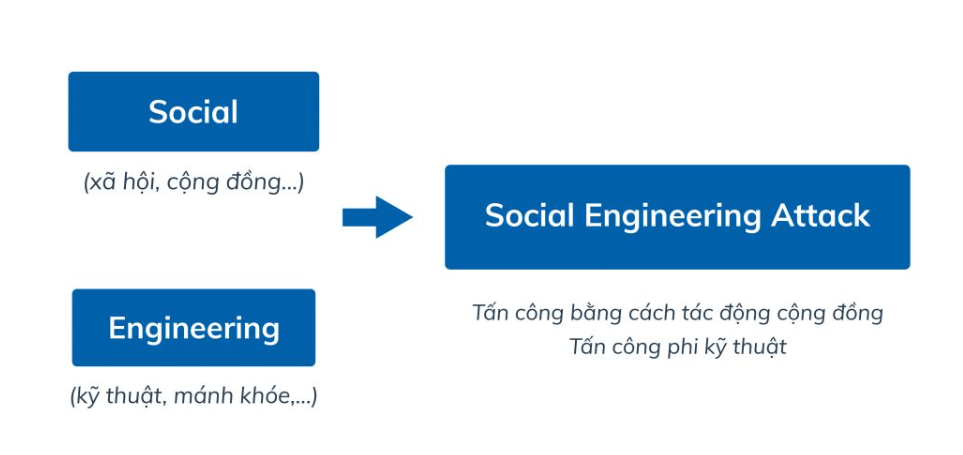 Social
(xã hội, cộng đồng...)
Engineering
(kỹ thuật, mánh khóe,...)
Social Engineering Attack
Tấn công bằng cách tác động cộng đồng
Tấn công phi kỹ thuật